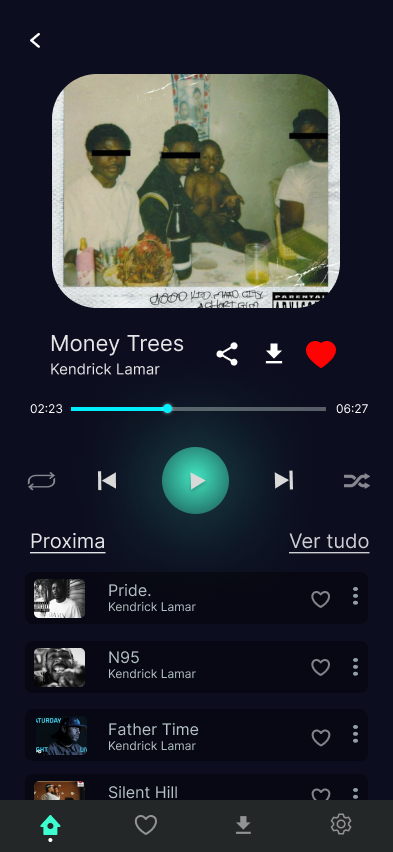 good kid, m.A.A.d city
a short film
PARENTAL
Money Trees
Kendrick Lamar
02:23
06:27
Proxima
Ver tudo
Pride.
Kendrick Lamar
N95
Kendrick Lamar
Father Time
Kendrick Lamar
Silent Hill